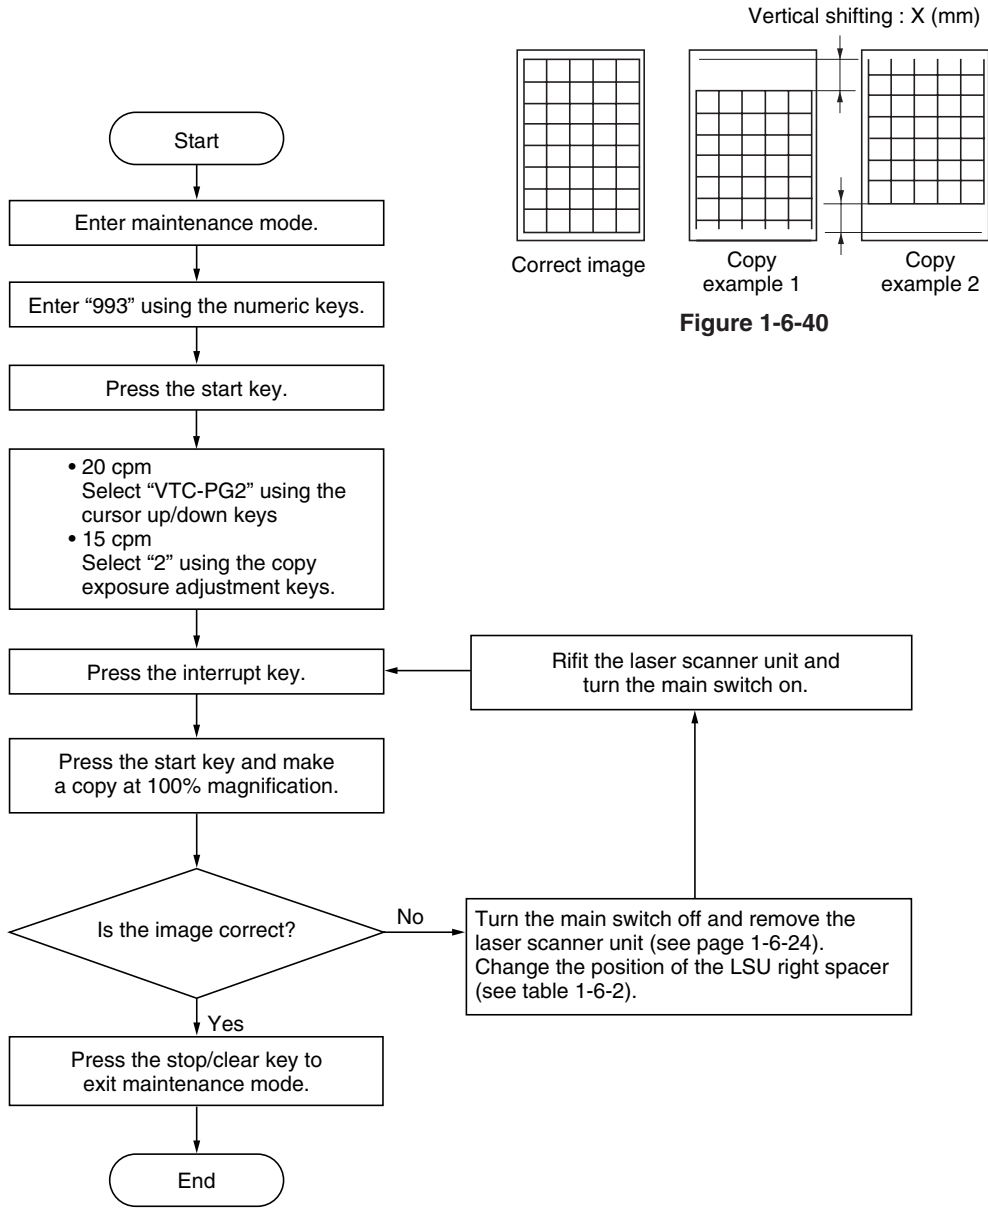 Vertical shifting : X (mm)
Correct image
Copy
example 1
Copy
example 2
Figure 1-6-40
Start
Enter maintenance mode.
Enter “993” using the numeric keys.
Press the start key.
• 20 cpm
Select “VTC-PG2” using the
cursor up/down keys
• 15 cpm
Select “2” using the copy
exposure adjustment keys.
Press the interrupt key.
Rifit the laser scanner unit and
turn the main switch on.
Press the start key and make
a copy at 100% magnification.
Is the image correct?
No
Turn the main switch off and remove the
laser scanner unit (see page 1-6-24).
Change the position of the LSU right spacer
(see table 1-6-2).
Yes
Press the stop/clear key to
exit maintenance mode.
End